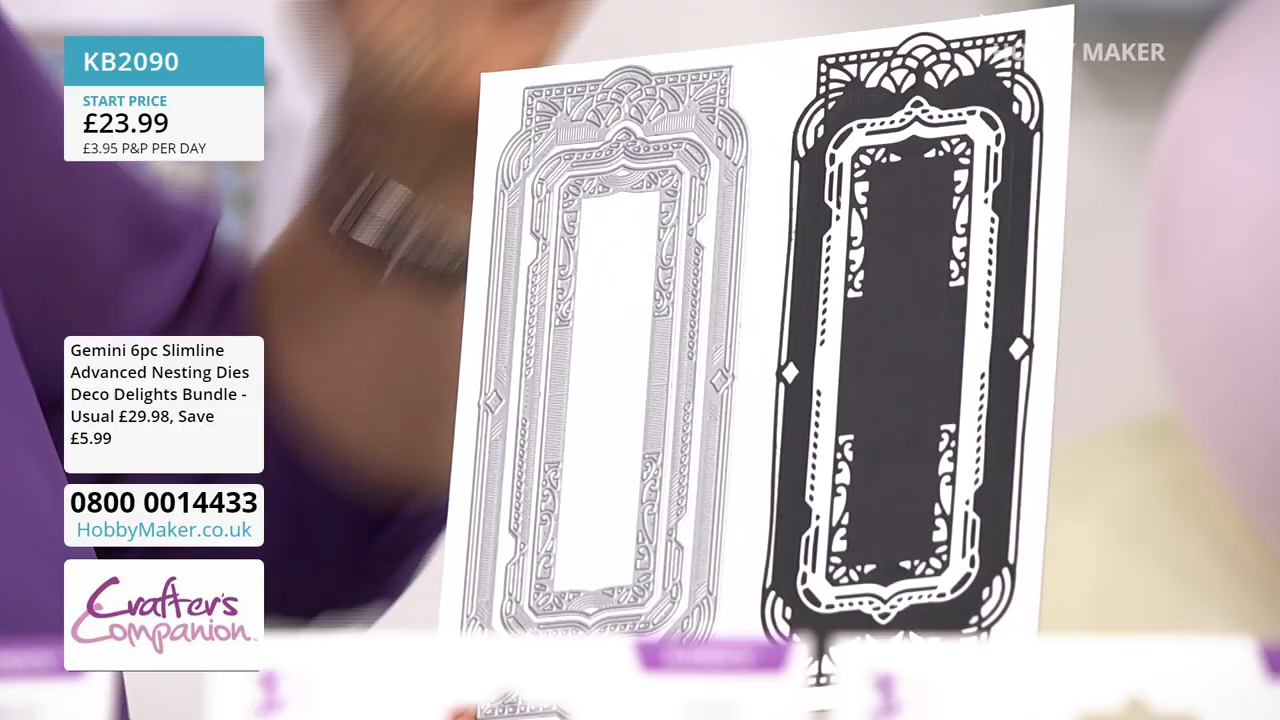 KB2090
START PRICE
£23.99
£3.95 P&P PER DAY
HOBBY MAKER
Gemini 6pc Slimline
Advanced Nesting Dies
Deco Delights Bundle -
Usual £29.98, Save
£5.99
0800 0014433
HobbyMaker.co.uk
Crafter's
Companion